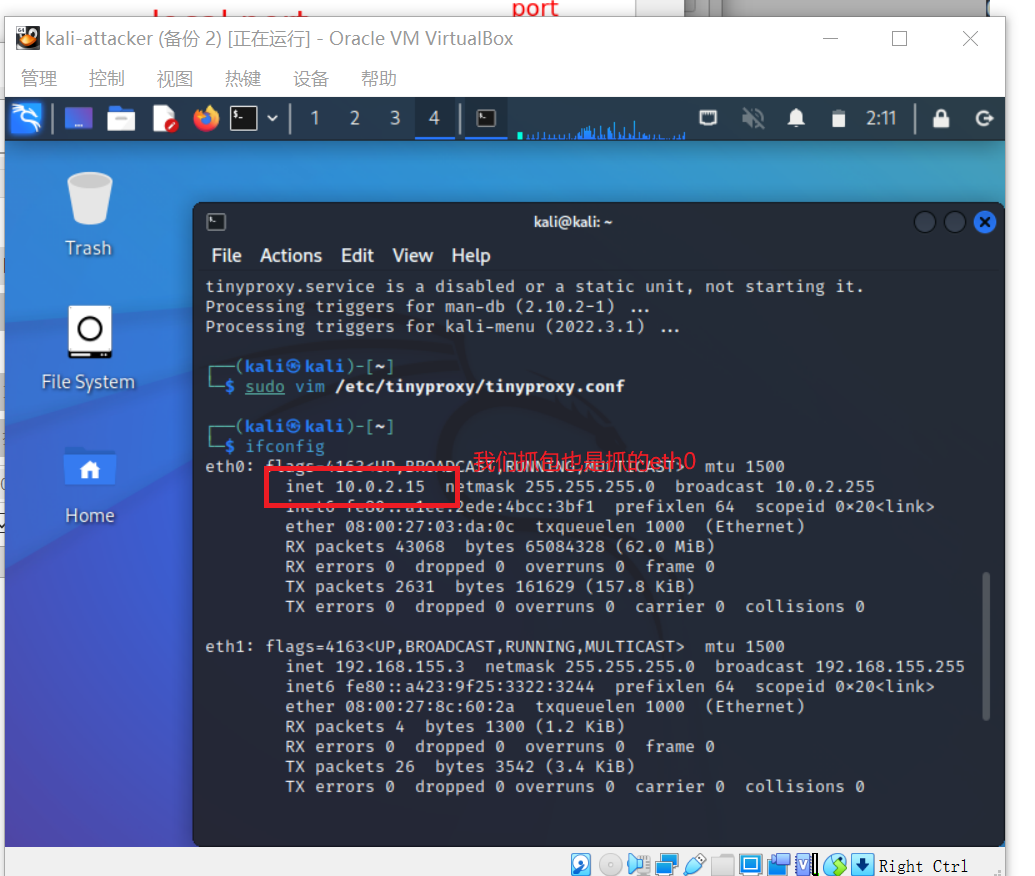 port
local port
kali-attacker (备份 2) [正在运行] - Oracle VM VirtualBox
管理 控制 视图 热键 设备 帮助
1 2 3 4 2:11
Trash
File System
Home
kali@kali: ~
File Actions Edit View Help
tinyproxy.service is a disabled or a static unit, not starting it.
Processing triggers for man-db (2.10.2-1) ...
Processing triggers for kali-menu (2022.3.1) ...
┌──(kali㉿kali)-[~]
└─$ sudo vim /etc/tinyproxy/tinyproxy.conf
┌──(kali㉿kali)-[~]
└─$ ifconfig
我们抓包也是抓的eth0
eth0: flags=4163<UP,BROADCAST,RUNNING,MULTICAST> mtu 1500
inet 10.0.2.15 netmask 255.255.255.0 broadcast 10.0.2.255
inet6 fe80::a1cc:2ede:4bcc:3bf1 prefixlen 64 scopeid 0×20<link>
ether 08:00:27:03:da:0c txqueuelen 1000 (Ethernet)
RX packets 43068 bytes 65084328 (62.0 MiB)
RX errors 0 dropped 0 overruns 0 frame 0
TX packets 2631 bytes 161629 (157.8 KiB)
TX errors 0 dropped 0 overruns 0 carrier 0 collisions 0
eth1: flags=4163<UP,BROADCAST,RUNNING,MULTICAST> mtu 1500
inet 192.168.155.3 netmask 255.255.255.0 broadcast 192.168.155.255
inet6 fe80::a423:9f25:3322:3244 prefixlen 64 scopeid 0×20<link>
ether 08:00:27:8c:60:2a txqueuelen 1000 (Ethernet)
RX packets 4 bytes 1300 (1.2 KiB)
RX errors 0 dropped 0 overruns 0 frame 0
TX packets 26 bytes 3542 (3.4 KiB)
TX errors 0 dropped 0 overruns 0 carrier 0 collisions 0
Right Ctrl